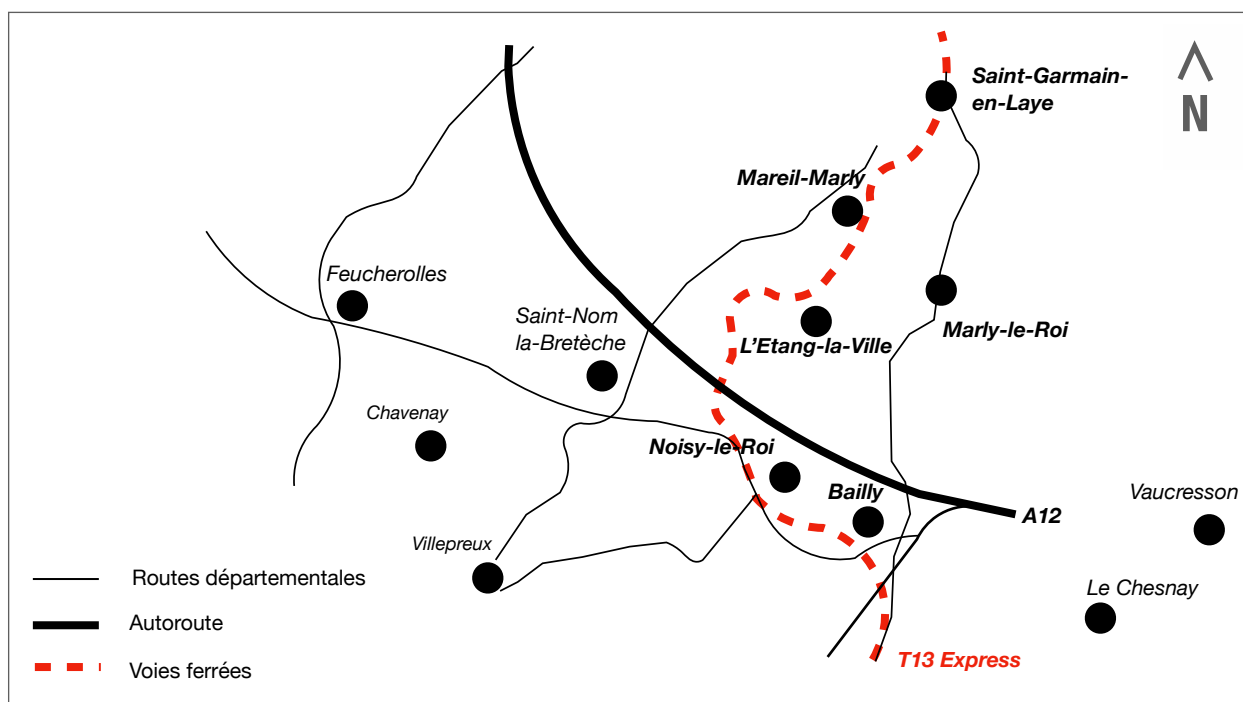 Saint-Garmain-
en-Laye
N
Mareil-Marly
Feucherolles
Saint-Nom
la-Bretèche
L'Etang-la-Ville
Marly-le-Roi
Chavenay
Noisy-le-Roi
Bailly
Vaucresson
A12
Villepreux
Routes départementales
Le Chesnay
Autoroute
T13 Express
Voies ferrées